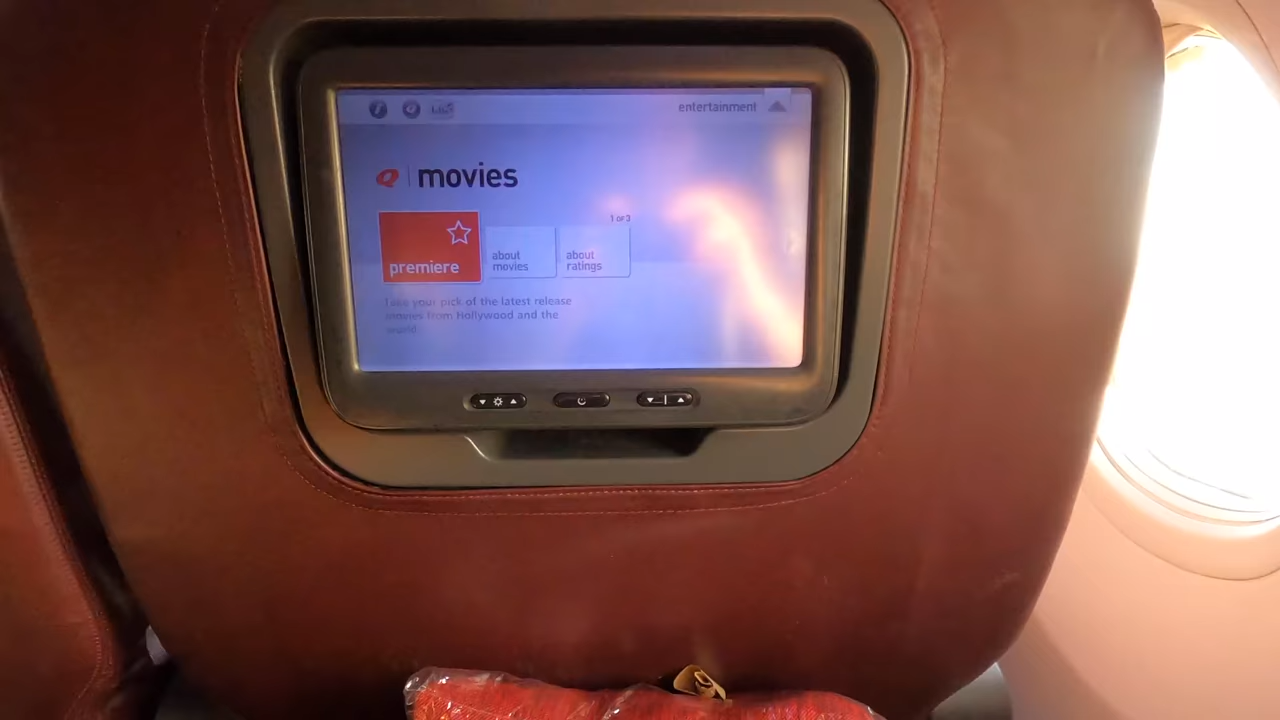 entertainment
Q | movies
1 OF 3
premiere
about
movies
about
ratings
Take your pick of the latest release
movies from Hollywood and the
world.